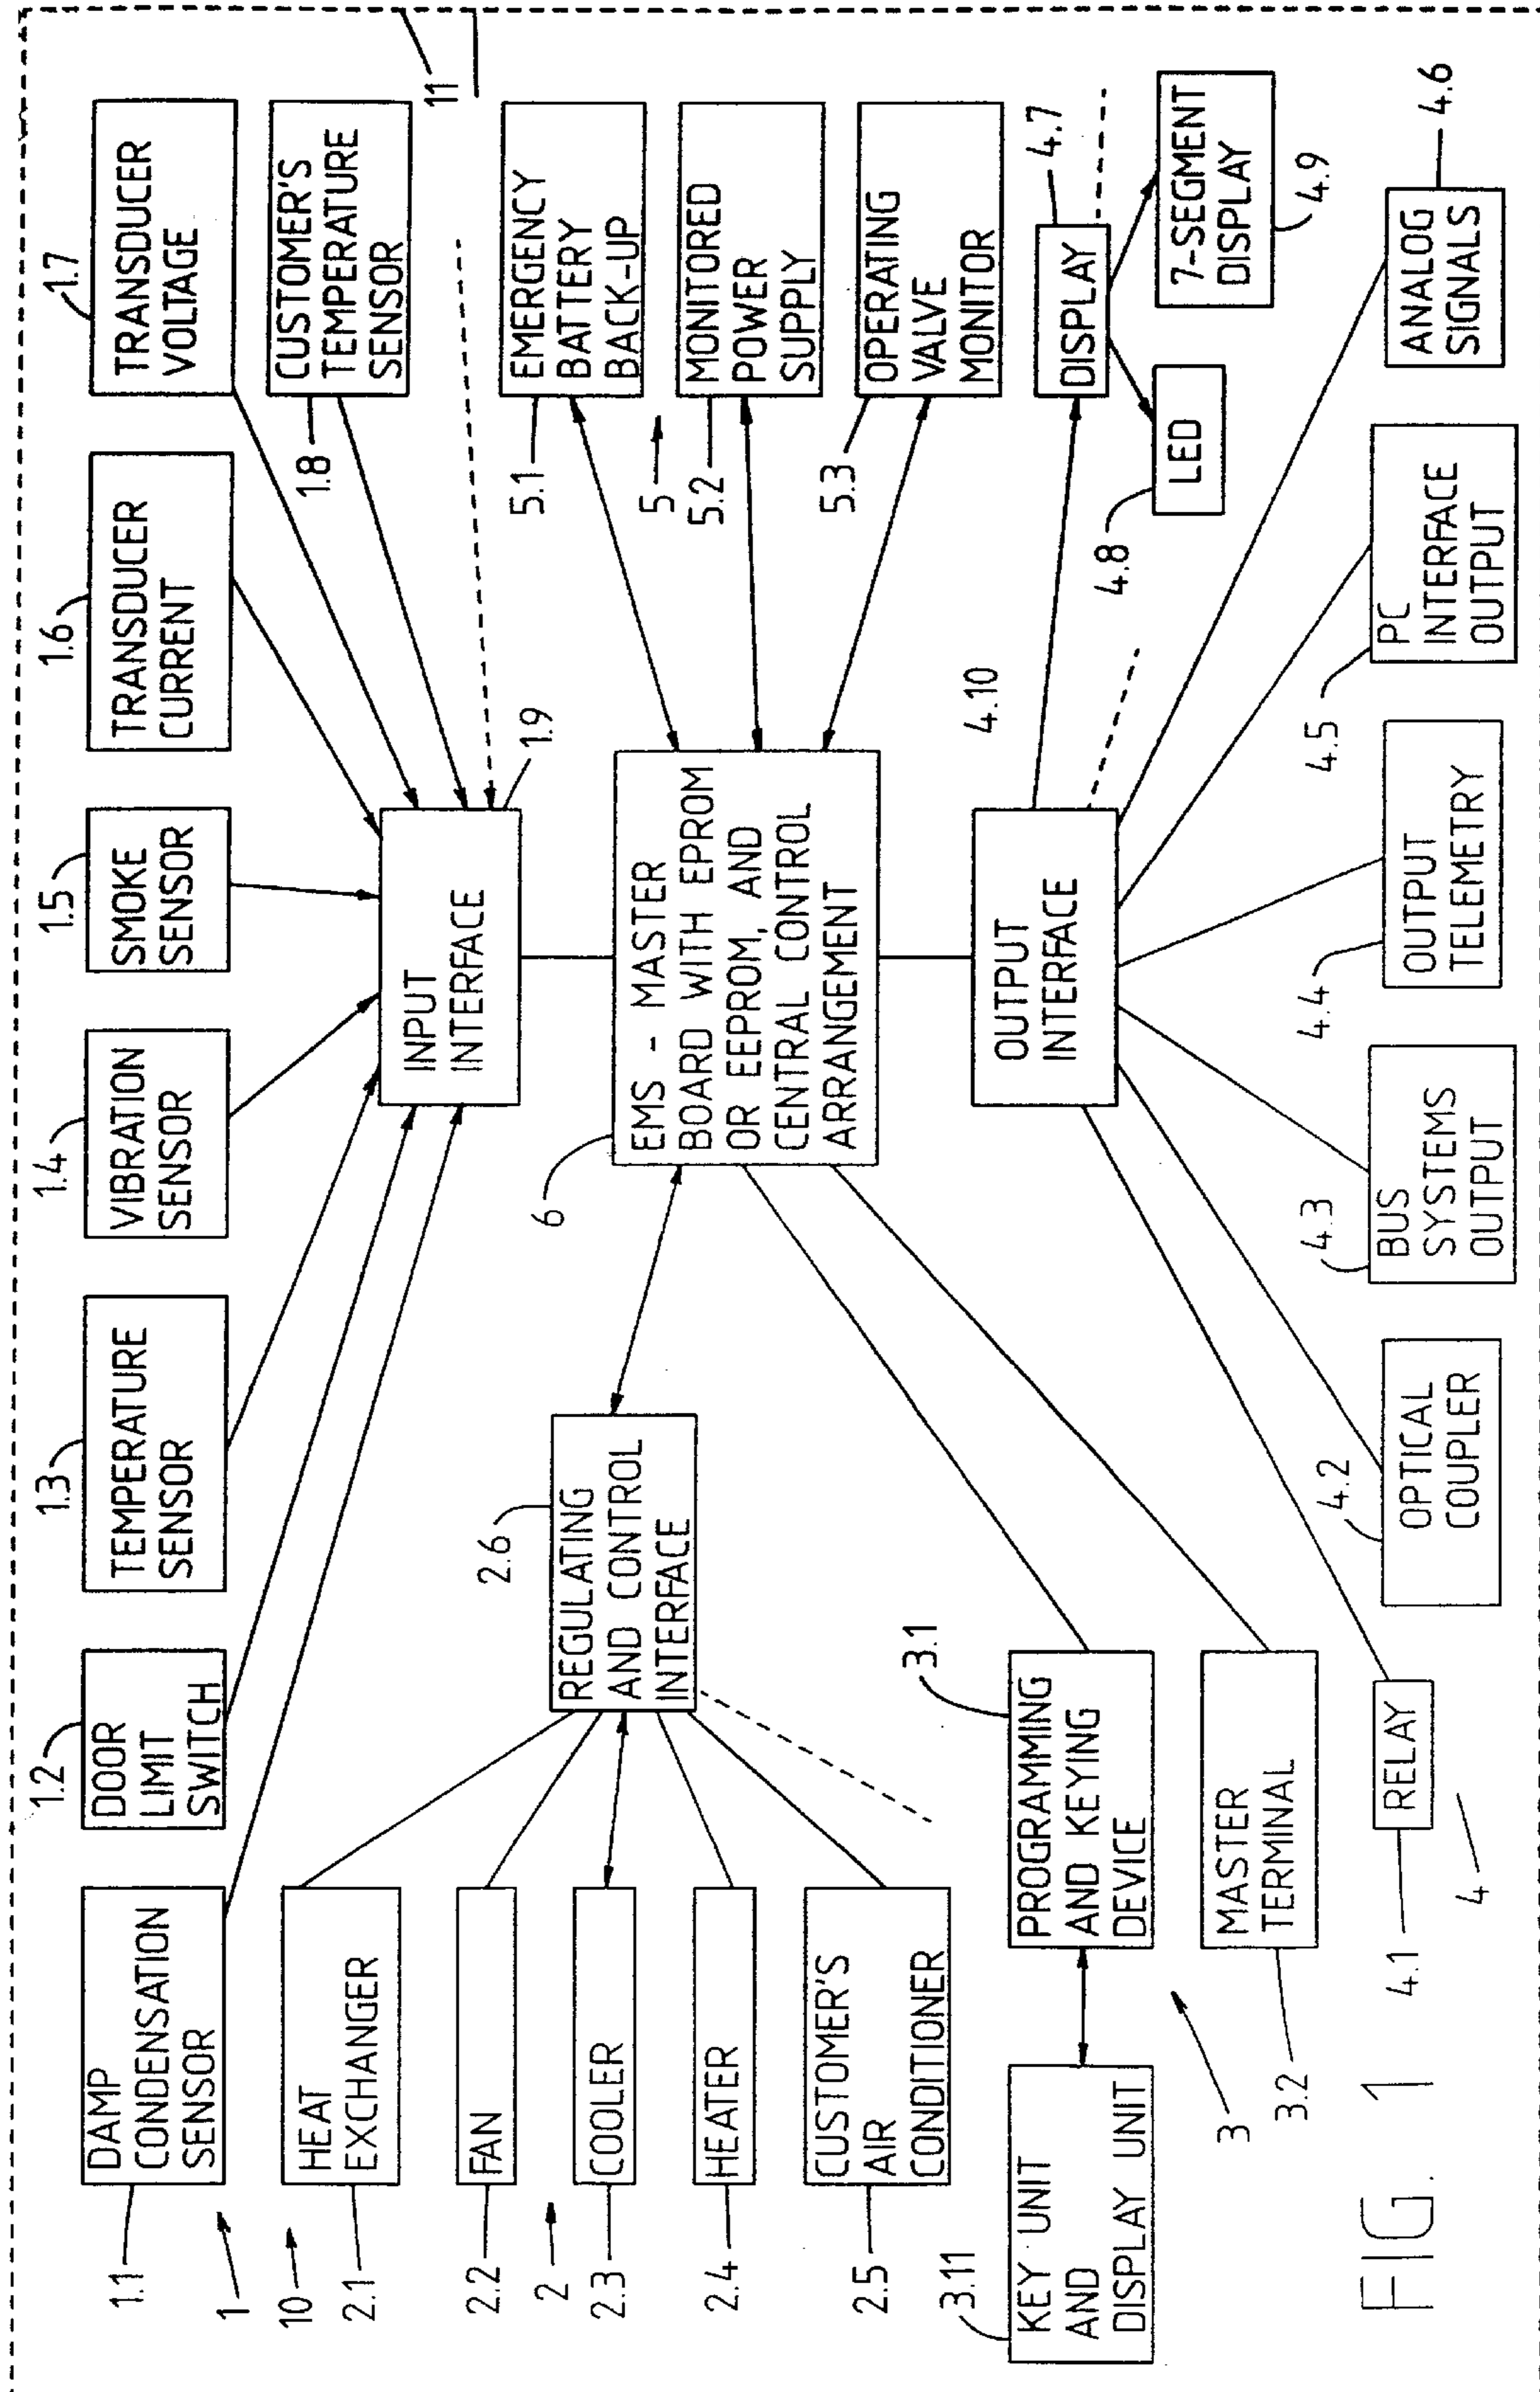 1.1
DAMP
CONDENSATION
SENSOR
1.2
DOOR
LIMIT
SWITCH
1.3
TEMPERATURE
SENSOR
1.4
VIBRATION
SENSOR
1.5
SMOKE
SENSOR
1.6
TRANSDUCER
CURRENT
1.7
TRANSDUCER
VOLTAGE
1.8
CUSTOMER'S
TEMPERATURE
SENSOR
11
1
10
INPUT
INTERFACE
1.9
2.1
HEAT
EXCHANGER
2.2
FAN
2
2.3
COOLER
2.4
HEATER
2.5
CUSTOMER'S
AIR
CONDITIONER
2.6
REGULATING
AND CONTROL
INTERFACE
6
EMS - MASTER
BOARD WITH EPROM
OR EEPROM, AND
CENTRAL CONTROL
ARRANGEMENT
5.1
EMERGENCY
BATTERY
BACK-UP
5
5.2
MONITORED
POWER
SUPPLY
5.3
OPERATING
VALVE
MONITOR
3.11
KEY UNIT
AND
DISPLAY UNIT
3.1
PROGRAMMING
AND KEYING
DEVICE
3
3.2
MASTER
TERMINAL
OUTPUT
INTERFACE
4.10
4.7
DISPLAY
4.8
LED
7-SEGMENT
DISPLAY
4.9
4.1
RELAY
4
4.2
OPTICAL
COUPLER
4.3
BUS
SYSTEMS
OUTPUT
4.4
OUTPUT
TELEMETRY
4.5
PC
INTERFACE
OUTPUT
4.6
ANALOG
SIGNALS
FIG. 1